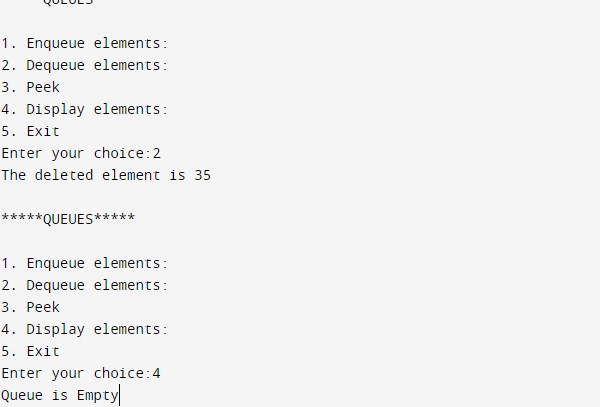 QUEUES
1. Enqueue elements:
2. Dequeue elements:
3. Peek
4. Display elements:
5. Exit
Enter your choice:2
The deleted element is 35
*****QUEUES*****
1. Enqueue elements:
2. Dequeue elements:
3. Peek
4. Display elements:
5. Exit
Enter your choice:4
Queue is Empty